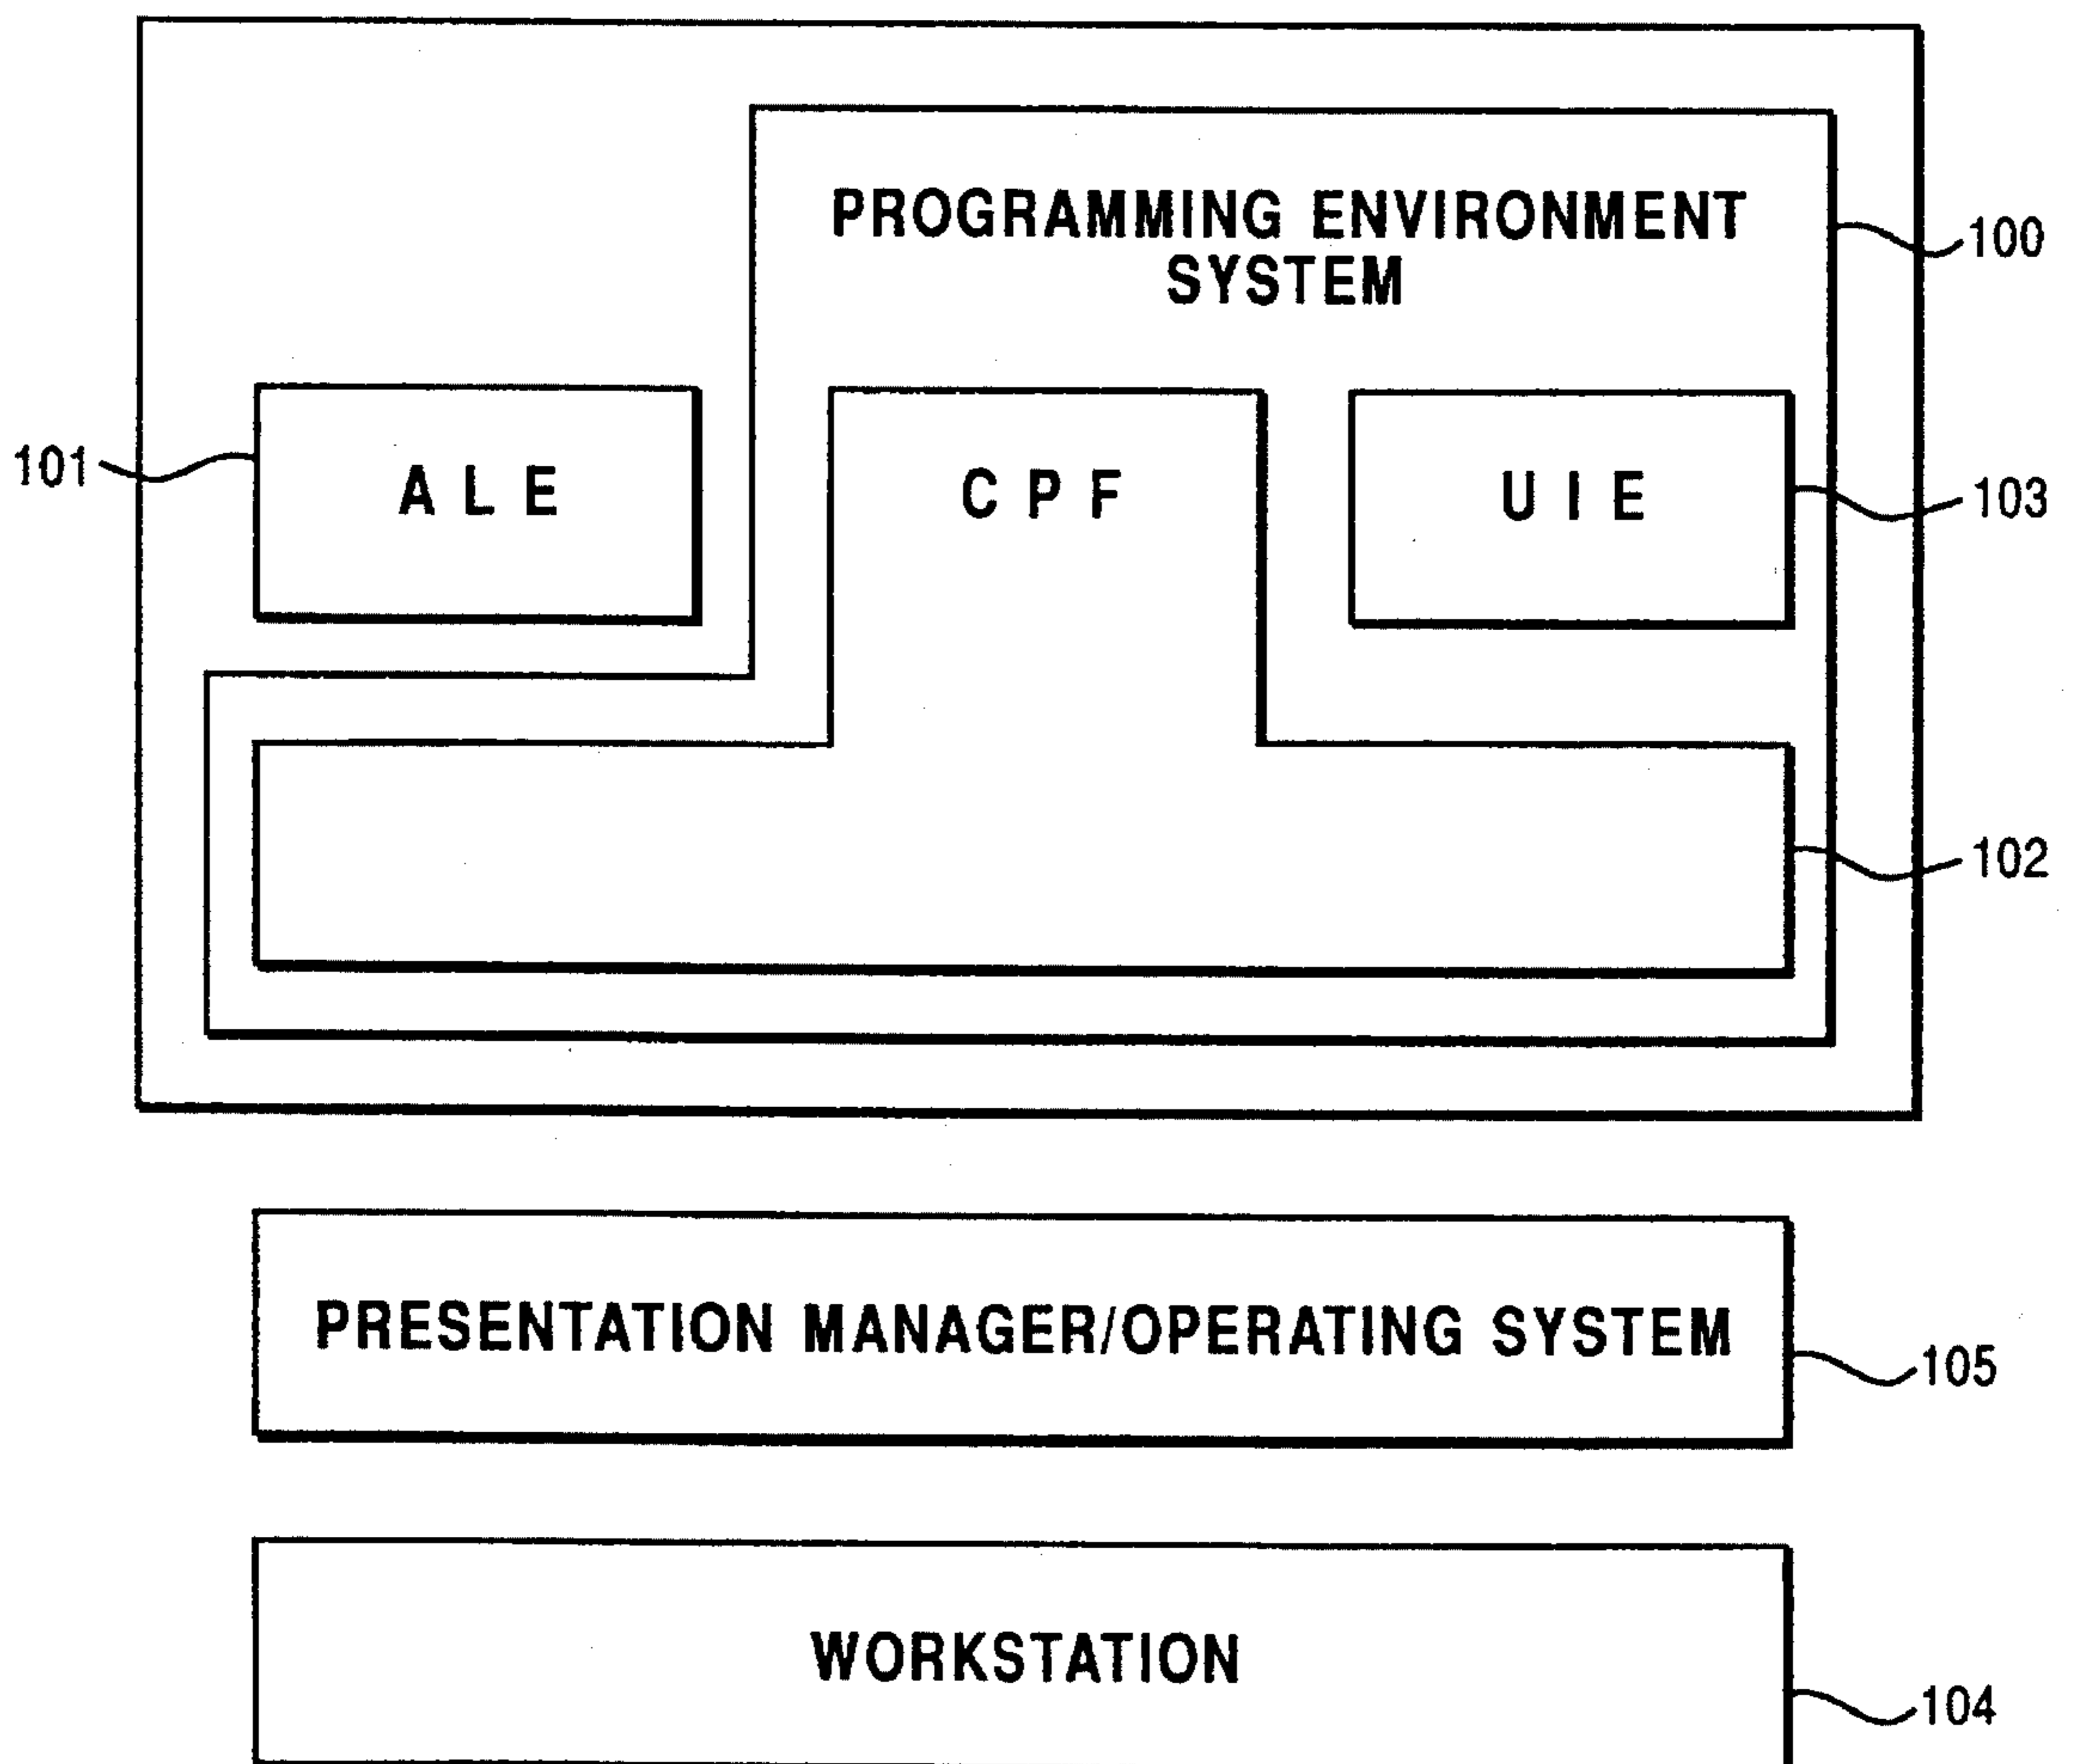 PROGRAMMING ENVIRONMENT
SYSTEM
100
101
A L E
C P F
U I E
103
102
PRESENTATION MANAGER/OPERATING SYSTEM
105
WORKSTATION
104